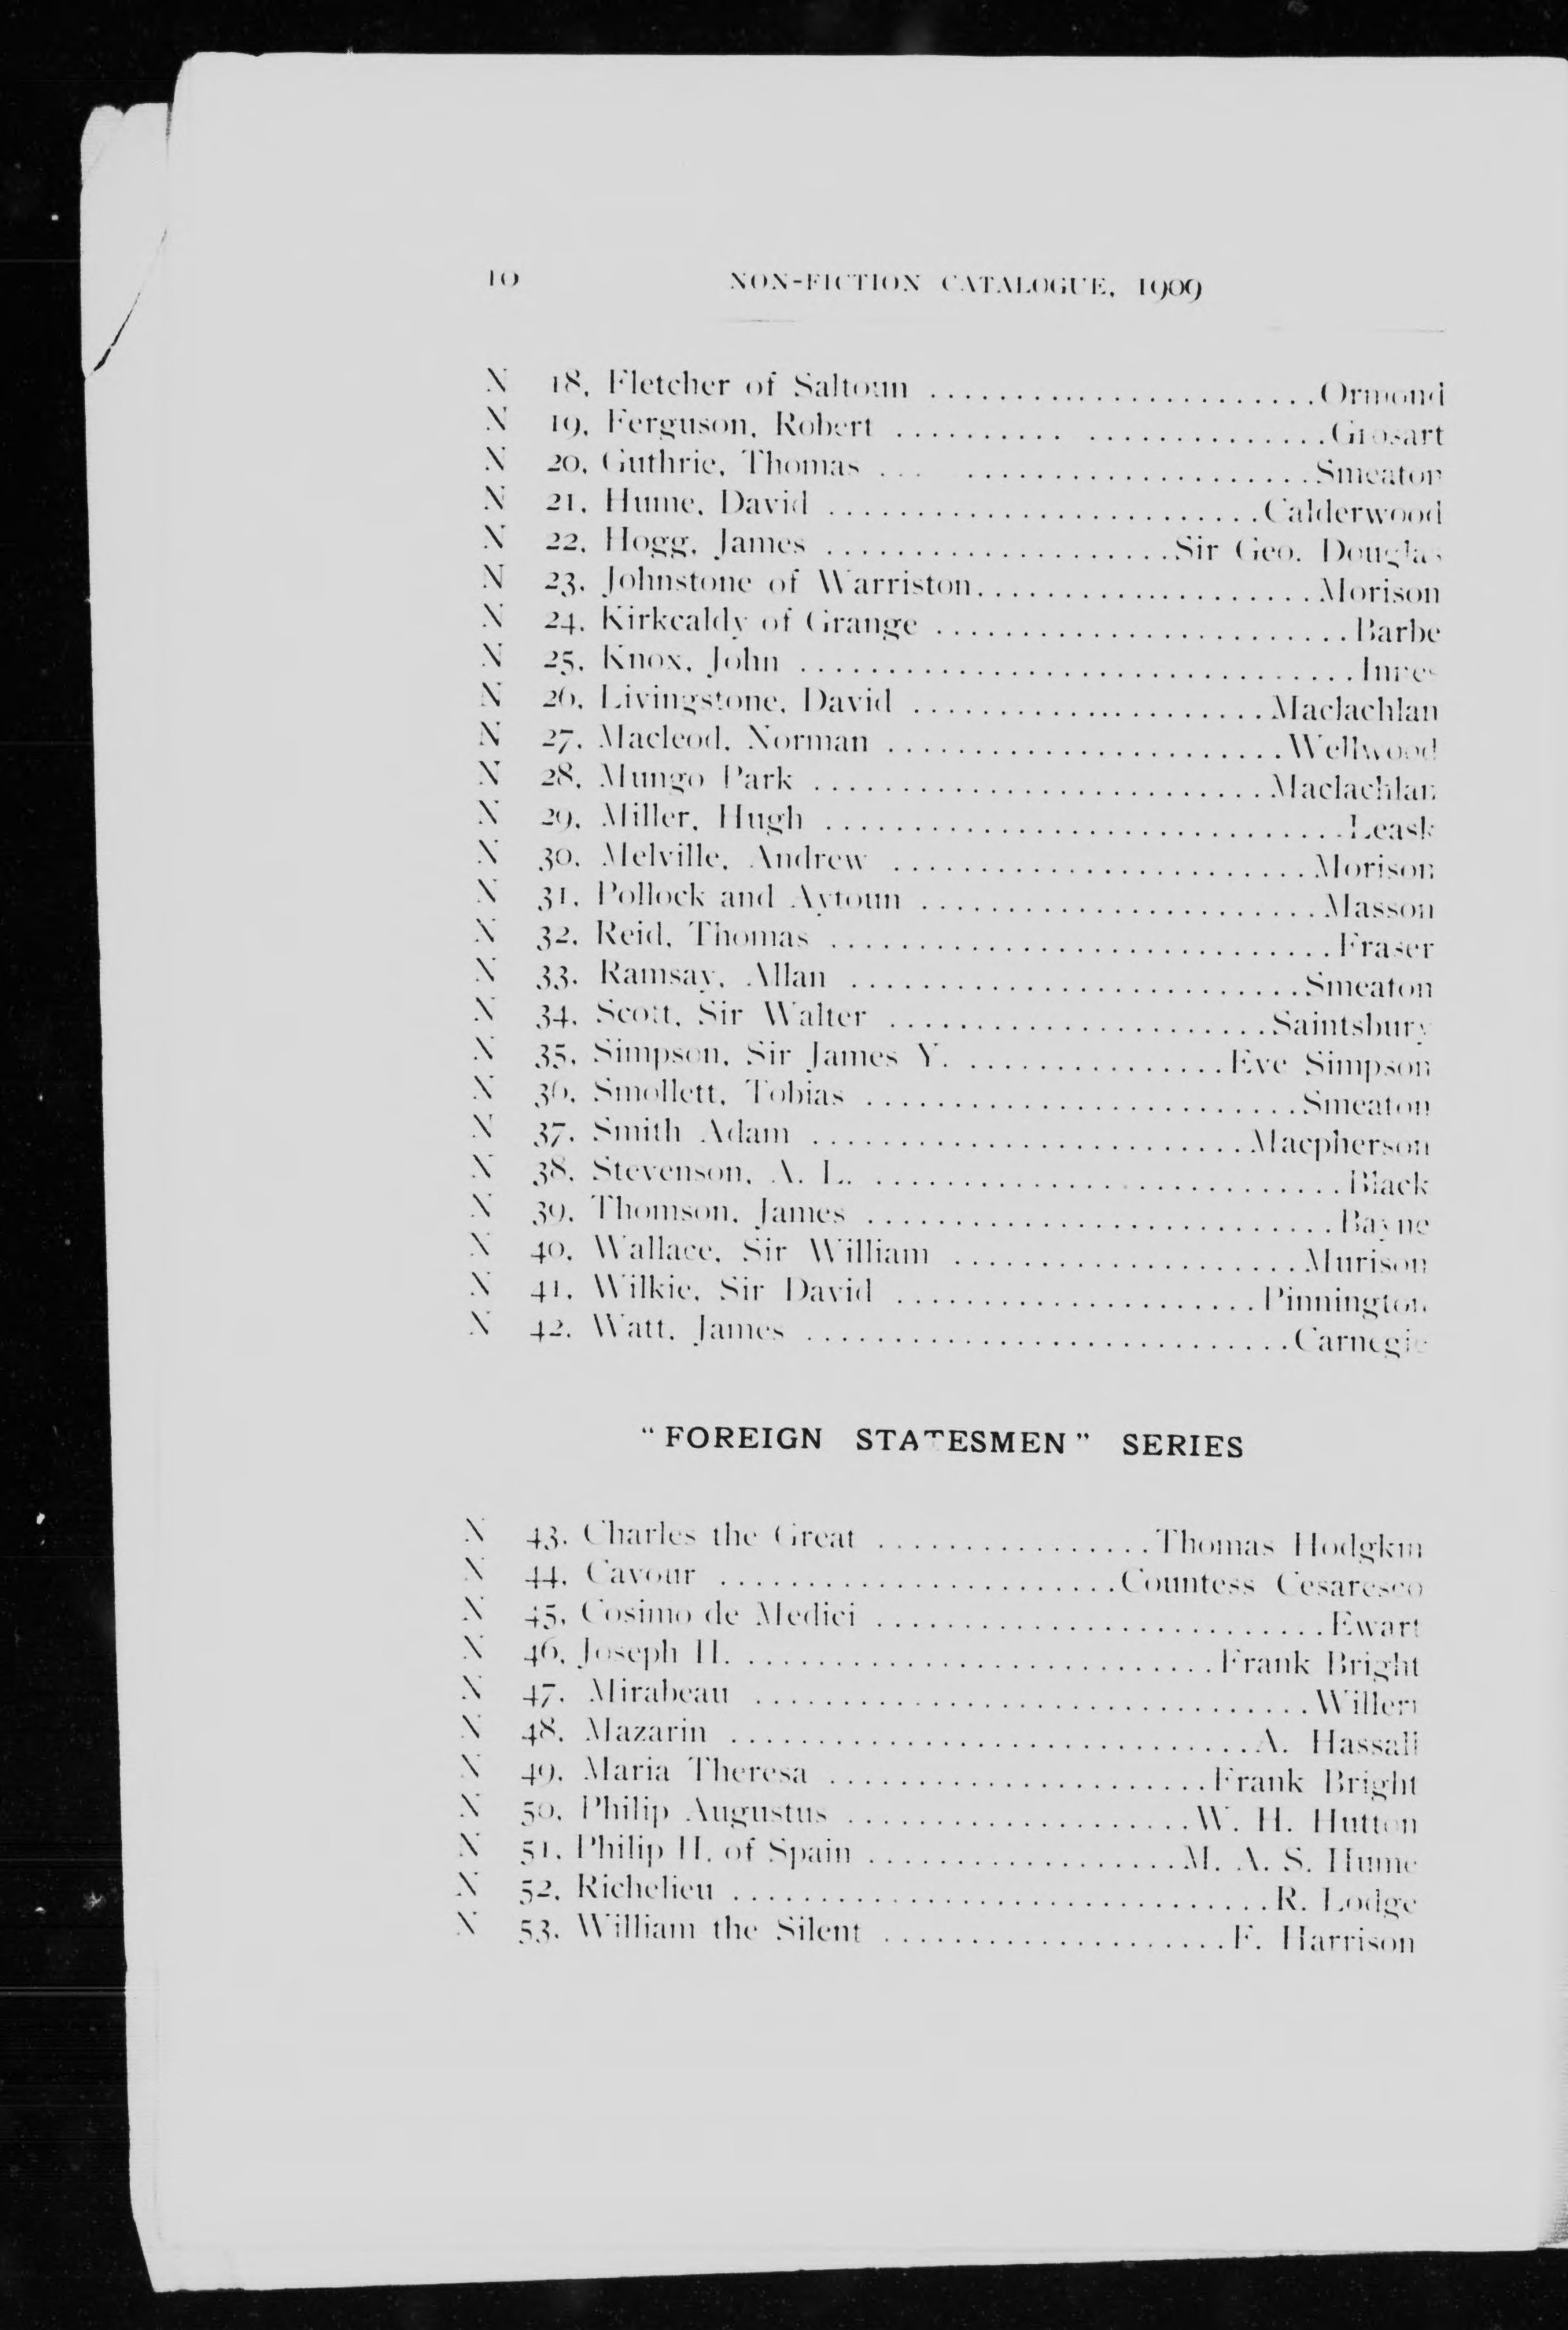 10 NON-FICTION CATALOGUE, 1909
N 18. Fletcher of Saltoun ........................Ormond
N 19. Ferguson, Robert ........................Grosart
N 20. Guthrie, Thomas ........................Smeaton
N 21. Hume, David ........................Calderwood
N 22. Hogg, James ....................Sir Geo. Douglas
N 23. Johnstone of Warriston....................Morison
N 24. Kirkcaldy of Grange ........................Barbe
N 25. Knox, John ................................Innes
N 26. Livingstone, David ......................Maclachlan
N 27. Macleod, Norman ........................Wellwood
N 28. Mungo Park ..........................Maclachlan
N 29. Miller, Hugh ..............................Leask
N 30. Melville, Andrew ........................Morison
N 31. Pollock and Aytoun ......................Masson
N 32. Reid, Thomas ............................Fraser
N 33. Ramsay, Allan ..........................Smeaton
N 34. Scott, Sir Walter ......................Saintsbury
N 35. Simpson, Sir James Y. ................Eve Simpson
N 36. Smollett, Tobias ........................Smeaton
N 37. Smith Adam ..........................Macpherson
N 38. Stevenson, A. L. ..........................Black
N 39. Thomson, James ..........................Bayne
N 40. Wallace, Sir William ....................Murison
N 41. Wilkie, Sir David ....................Pinnington
N 42. Watt, James ............................Carnegie
"FOREIGN STATESMEN" SERIES
N 43. Charles the Great ................Thomas Hodgkin
N 44. Cavour ........................Countess Cesaresco
N 45. Cosimo de Medici ..........................Ewart
N 46. Joseph II. ............................Frank Bright
N 47. Mirabeau ................................Willert
N 48. Mazarin ..............................A. Hassall
N 49. Maria Theresa ......................Frank Bright
N 50. Philip Augustus ....................W. H. Hutton
N 51. Philip II. of Spain ..................M. A. S. Hume
N 52. Richelieu ..............................R. Lodge
N 53. William the Silent ....................F. Harrison